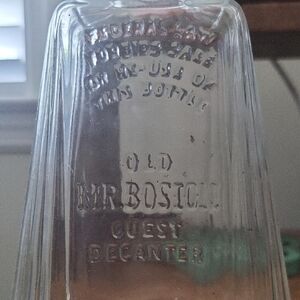 FEDERAL LAW
FORBIDS SALE
OR RE-USE OF
THIS BOTTLE
OLD
MR. BOSTON
GUEST
DECANTER